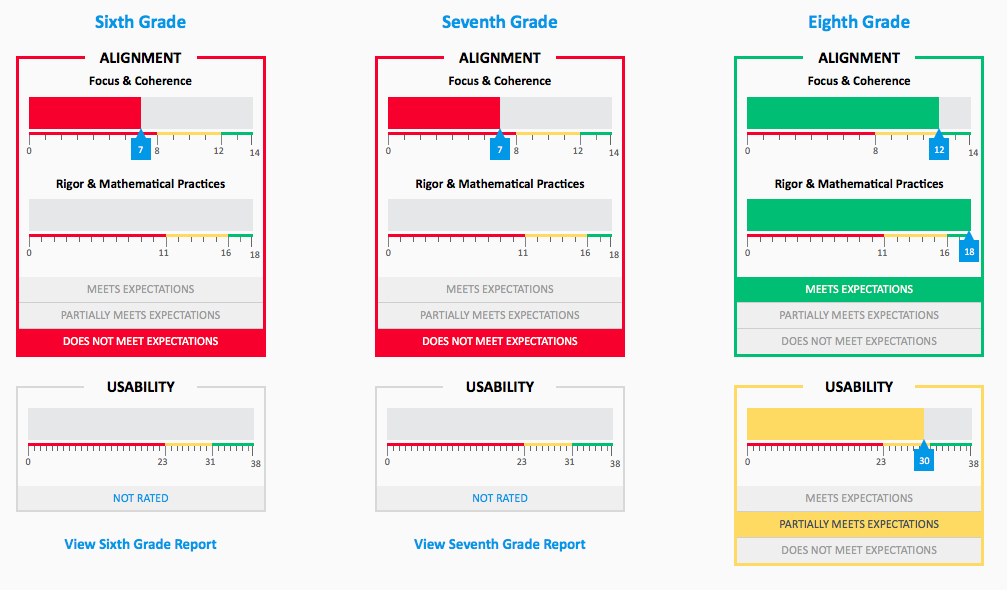 Sixth Grade
ALIGNMENT
Focus & Coherence
7
0 8 12 14
Rigor & Mathematical Practices
0 11 16 18
MEETS EXPECTATIONS
PARTIALLY MEETS EXPECTATIONS
DOES NOT MEET EXPECTATIONS
USABILITY
0 23 31 38
NOT RATED
View Sixth Grade Report
Seventh Grade
ALIGNMENT
Focus & Coherence
7
0 8 12 14
Rigor & Mathematical Practices
0 11 16 18
MEETS EXPECTATIONS
PARTIALLY MEETS EXPECTATIONS
DOES NOT MEET EXPECTATIONS
USABILITY
0 23 31 38
NOT RATED
View Seventh Grade Report
Eighth Grade
ALIGNMENT
Focus & Coherence
0 8 12 14
Rigor & Mathematical Practices
0 11 16 18
MEETS EXPECTATIONS
PARTIALLY MEETS EXPECTATIONS
DOES NOT MEET EXPECTATIONS
USABILITY
0 23 30 38
MEETS EXPECTATIONS
PARTIALLY MEETS EXPECTATIONS
DOES NOT MEET EXPECTATIONS